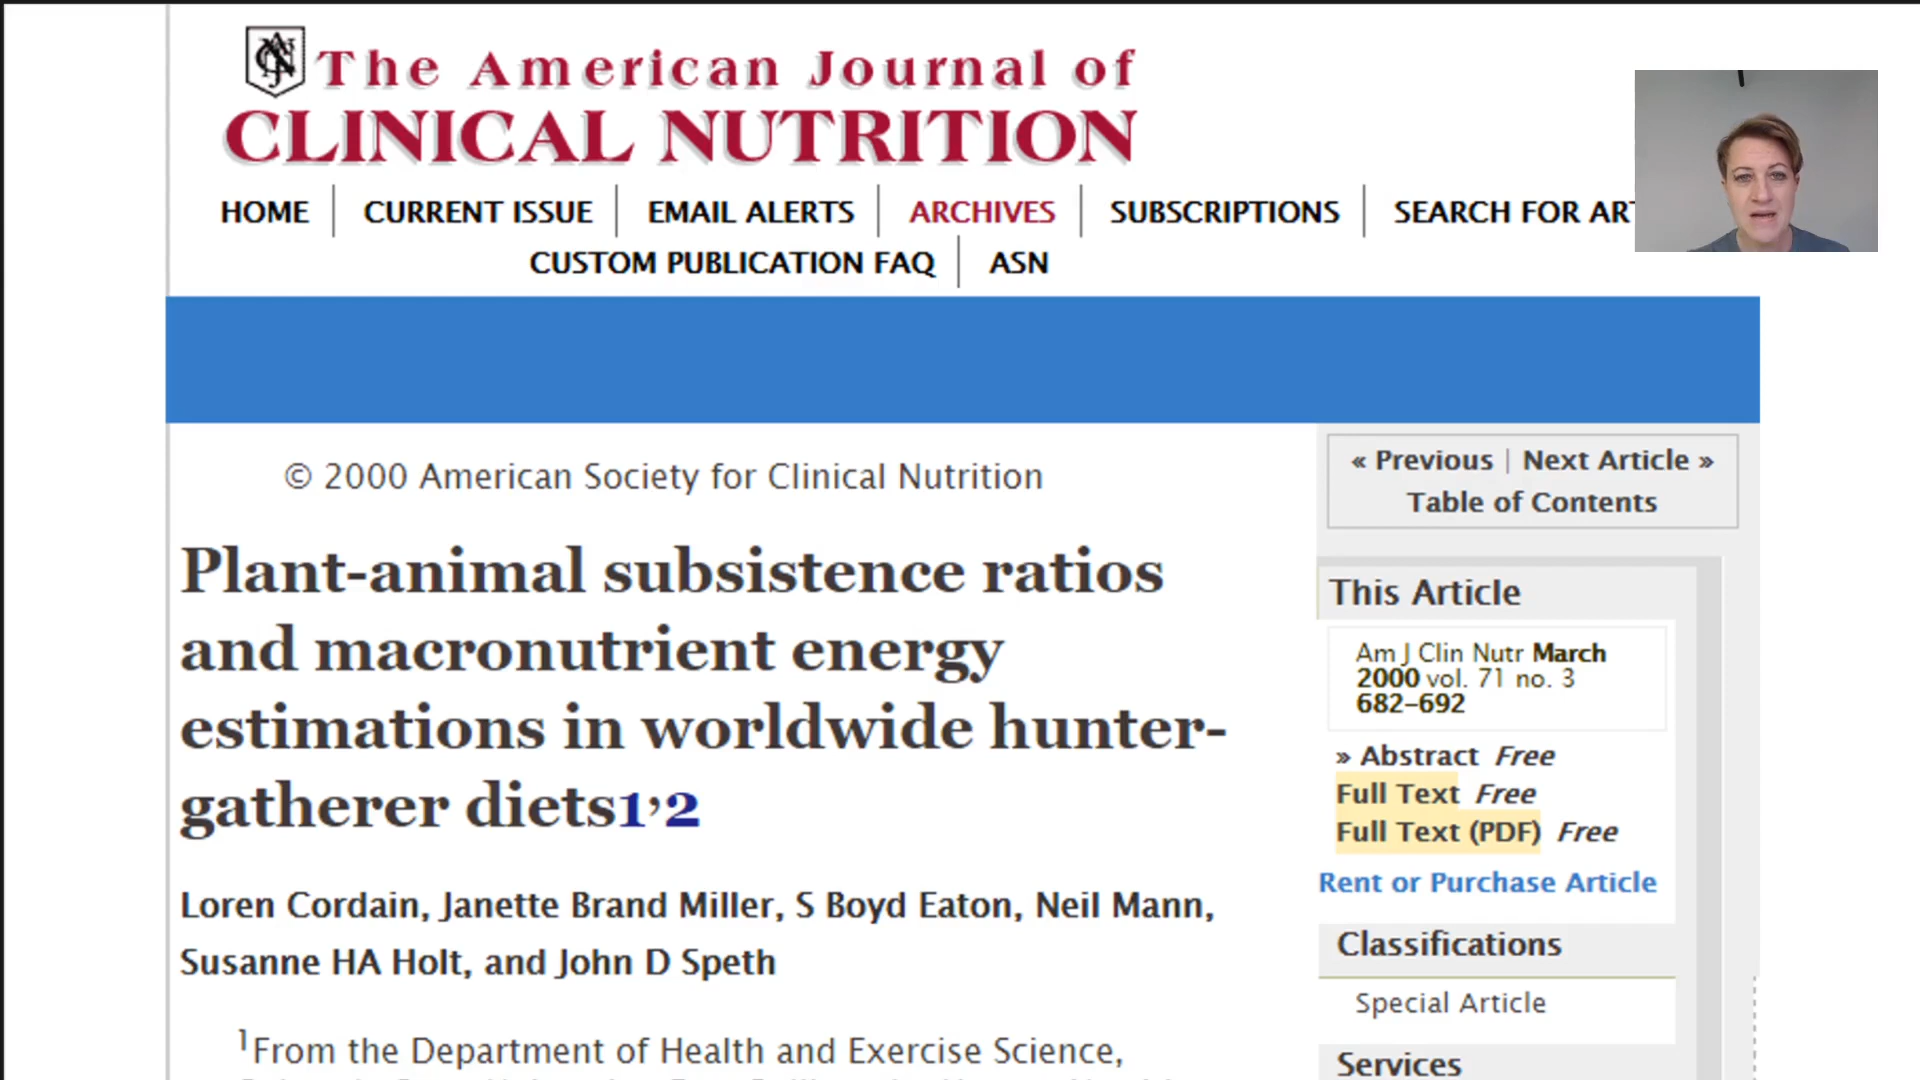 The American Journal of
CLINICAL NUTRITION
HOME
CURRENT ISSUE
EMAIL ALERTS
ARCHIVES
SUBSCRIPTIONS
SEARCH FOR
CUSTOM PUBLICATION FAQ
ASN
© 2000 American Society for Clinical Nutrition
Plant-animal subsistence ratios
and macronutrient energy
estimations in worldwide hunter-
gatherer diets1,2
Loren Cordain, Janette Brand Miller, S Boyd Eaton, Neil Mann,
Susanne HA Holt, and John D Speth
1From the Department of Health and Exercise Science,
« Previous | Next Article »
Table of Contents
This Article
Am J Clin Nutr March
2000 vol. 71 no. 3
682–692
» Abstract Free
Full Text Free
Full Text (PDF) Free
Rent or Purchase Article
Classifications
Special Article
Services